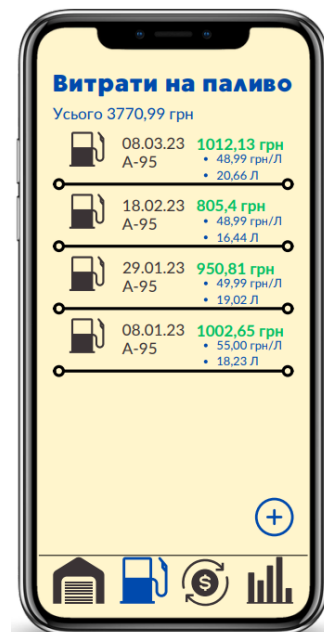 Витрати на паливо
Усього 3770,99 грн
08.03.23 1012,13 грн
А-95
• 48,99 грн/Л
• 20,66 Л
18.02.23 805,4 грн
А-95
• 48,99 грн/Л
• 16,44 Л
29.01.23 950,81 грн
А-95
• 49,99 грн/Л
• 19,02 Л
08.01.23 1002,65 грн
А-95
• 55,00 грн/Л
• 18,23 Л
+
$